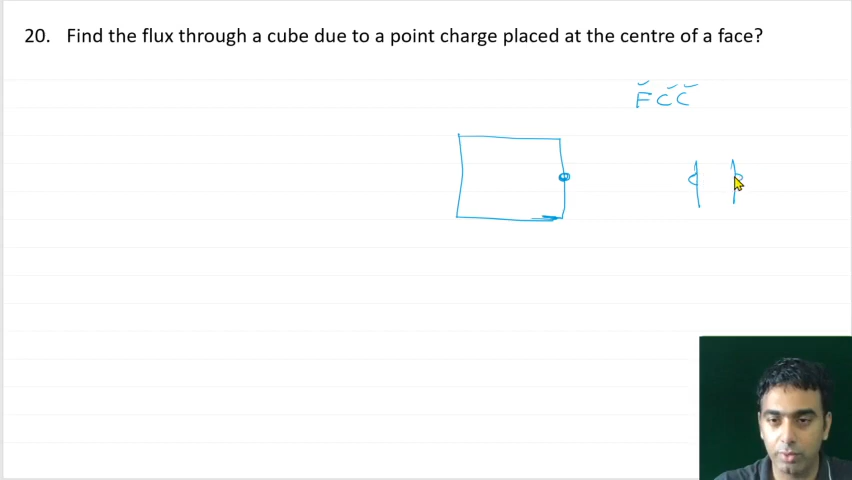 20. Find the flux through a cube due to a point charge placed at the centre of a face?
FCC